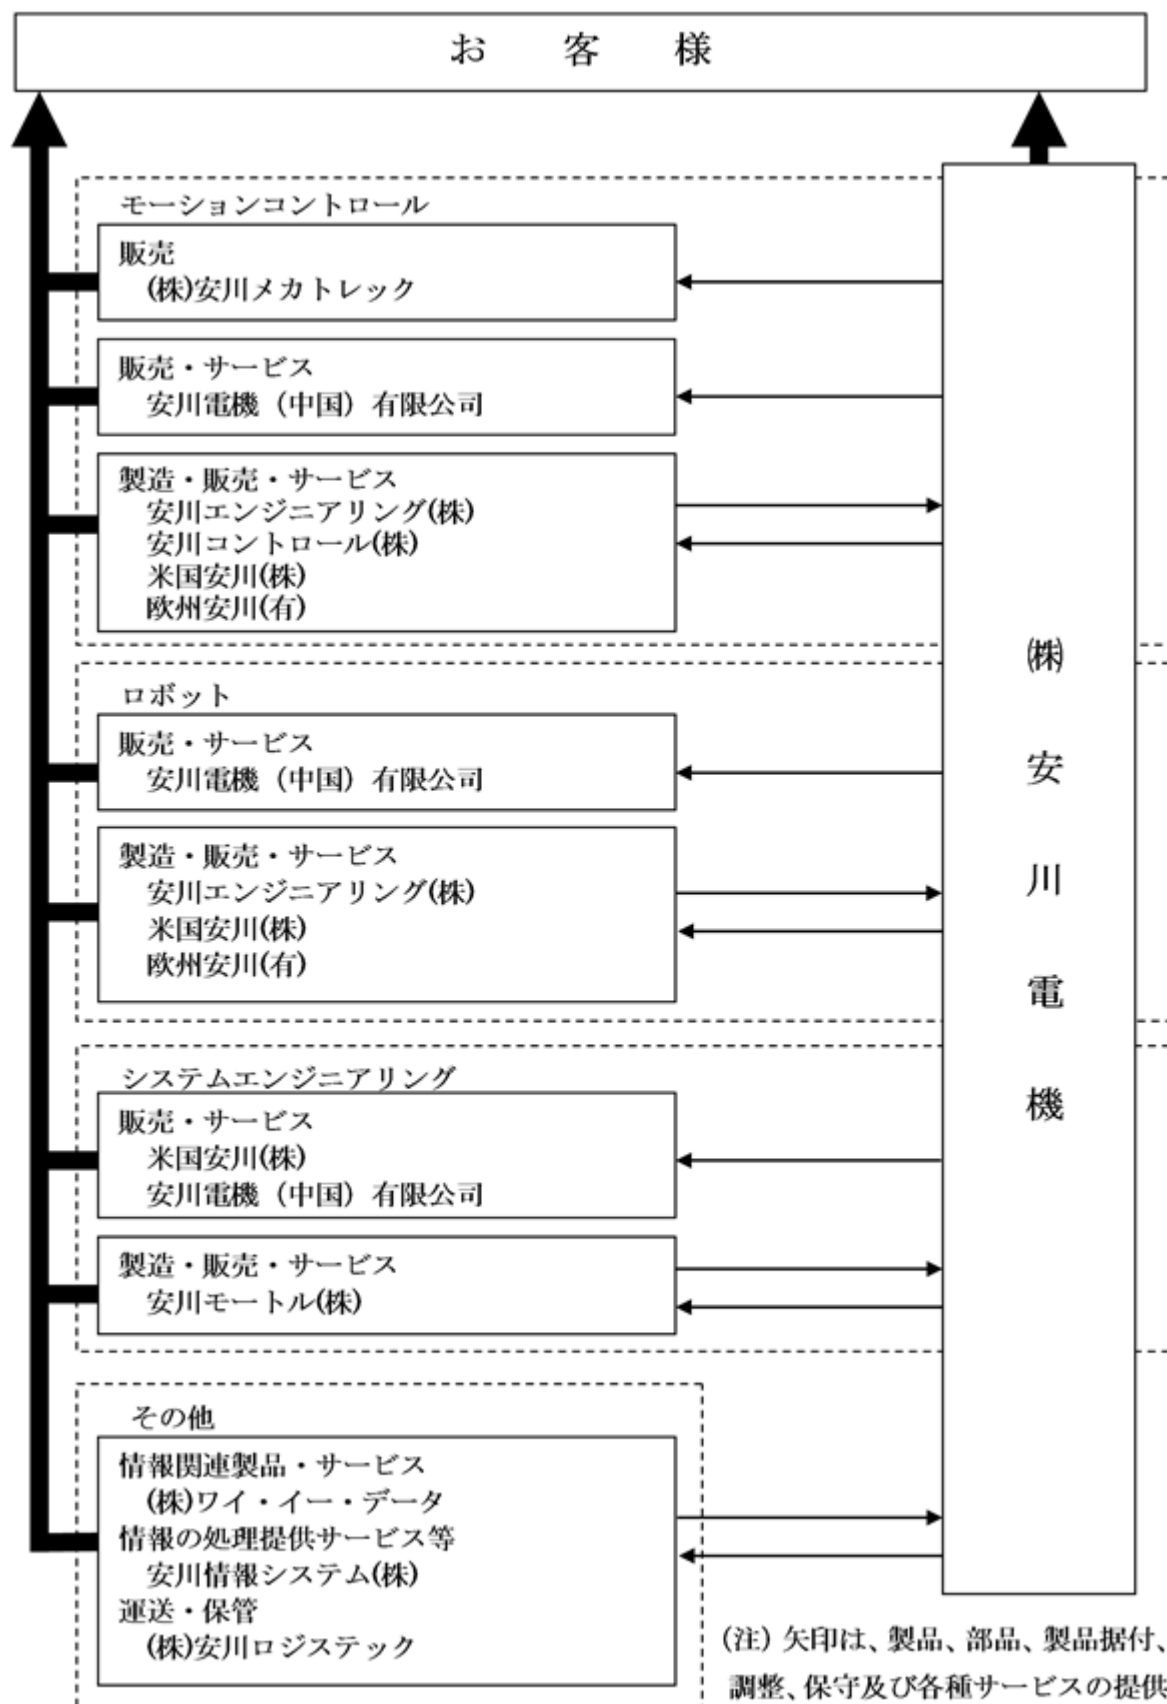 お客様
モーションコントロール
販売
(株)安川メカトレック
販売・サービス
安川電機（中国）有限公司
製造・販売・サービス
安川エンジニアリング(株)
安川コントロール(株)
米国安川(株)
欧州安川(有)
ロボット
販売・サービス
安川電機（中国）有限公司
製造・販売・サービス
安川エンジニアリング(株)
米国安川(株)
欧州安川(有)
システムエンジニアリング
販売・サービス
米国安川(株)
安川電機（中国）有限公司
製造・販売・サービス
安川モートル(株)
その他
情報関連製品・サービス
(株)ワイ・イー・データ
情報の処理提供サービス等
安川情報システム(株)
運送・保管
(株)安川ロジステック
㈱安川電機
（注）矢印は、製品、部品、製品据付、
調整、保守及び各種サービスの提供